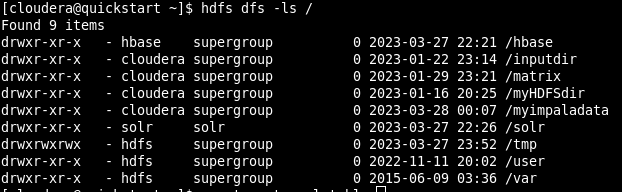 [cloudera@quickstart ~]$ hdfs dfs -ls /
Found 9 items
drwxr-xr-x   - hbase    supergroup          0 2023-03-27 22:21 /hbase
drwxr-xr-x   - cloudera supergroup          0 2023-01-22 23:14 /inputdir
drwxr-xr-x   - cloudera supergroup          0 2023-01-29 23:21 /matrix
drwxr-xr-x   - cloudera supergroup          0 2023-01-16 20:25 /myHDFSdir
drwxr-xr-x   - cloudera supergroup          0 2023-03-28 00:07 /myimpaladata
drwxr-xr-x   - solr     solr                0 2023-03-27 22:26 /solr
drwxrwxrwx   - hdfs     supergroup          0 2023-03-27 23:52 /tmp
drwxr-xr-x   - hdfs     supergroup          0 2022-11-11 20:02 /user
drwxr-xr-x   - hdfs     supergroup          0 2015-06-09 03:36 /var
[cloudera@quickstart ~]$